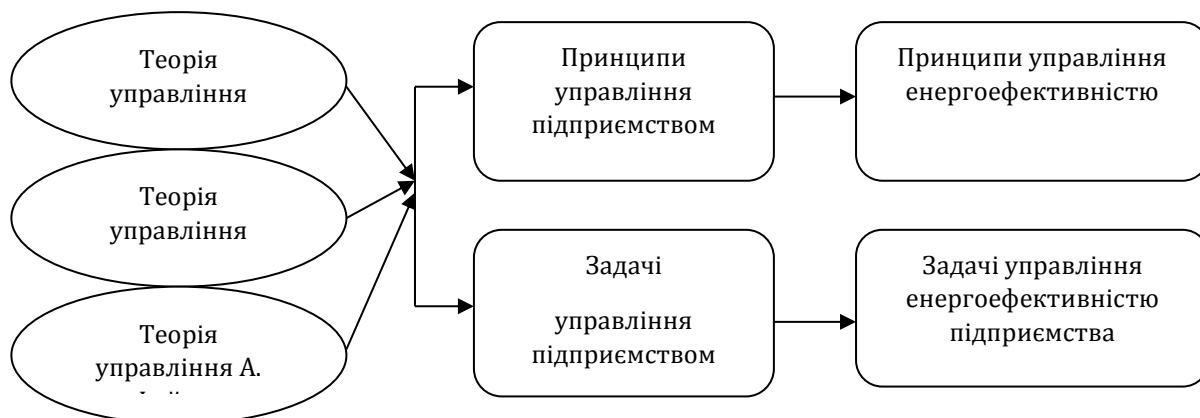 Теорія
управління
Теорія
управління
Теорія
управління А.
Принципи
управління
підприємством
Задачі
управління
підприємством
Принципи управління
енергоефективністю
Задачі управління
енергоефективністю
підприємства